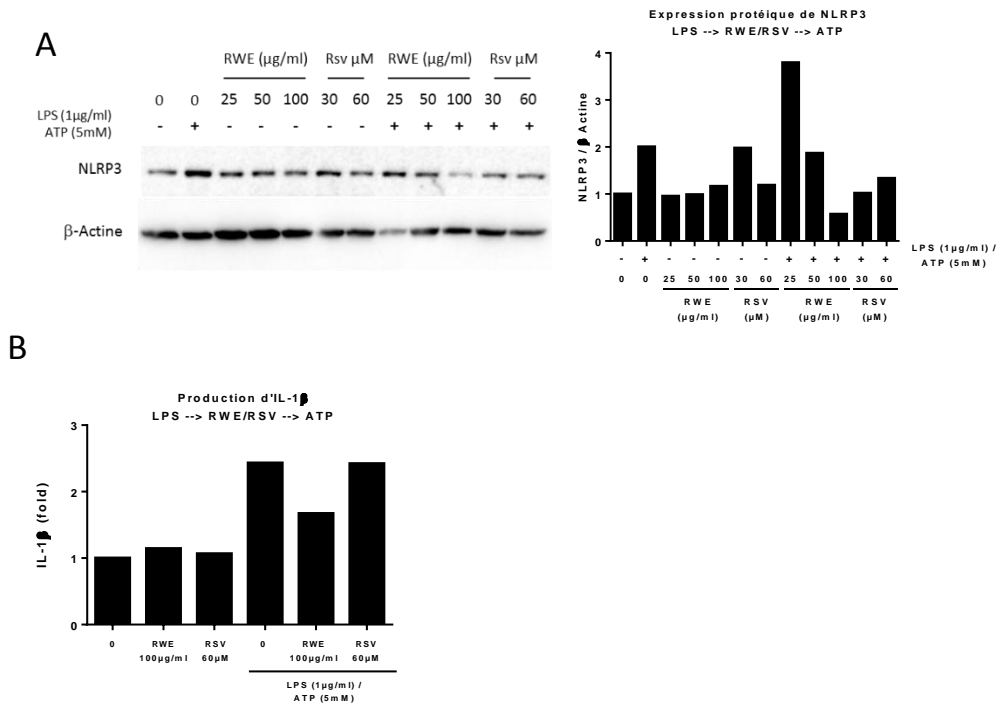 A
RWE (µg/ml) Rsv µM RWE (µg/ml) Rsv µM
0 0 25 50 100 30 60 25 50 100 30 60
LPS (1µg/ml)
ATP (5mM) - + - - - - - + + + + +
NLRP3
β-Actine
Expression protéique de NLRP3
LPS --> RWE/RSV --> ATP
NLRP3 / β Actine
4
3
2
1
0
- + - - - - - + + + + + LPS (1µg/ml) /
ATP (5mM)
0 0 25 50 100 30 60 25 50 100 30 60
RWE RSV RWE RSV
(µg/ml) (µM) (µg/ml) (µM)
B
Production d'IL-1β
LPS --> RWE/RSV --> ATP
IL-1β (fold)
3
2
1
0
0 RWE RSV 0 RWE RSV
100µg/ml 60µM 100µg/ml 60µM
LPS (1µg/ml) /
ATP (5mM)